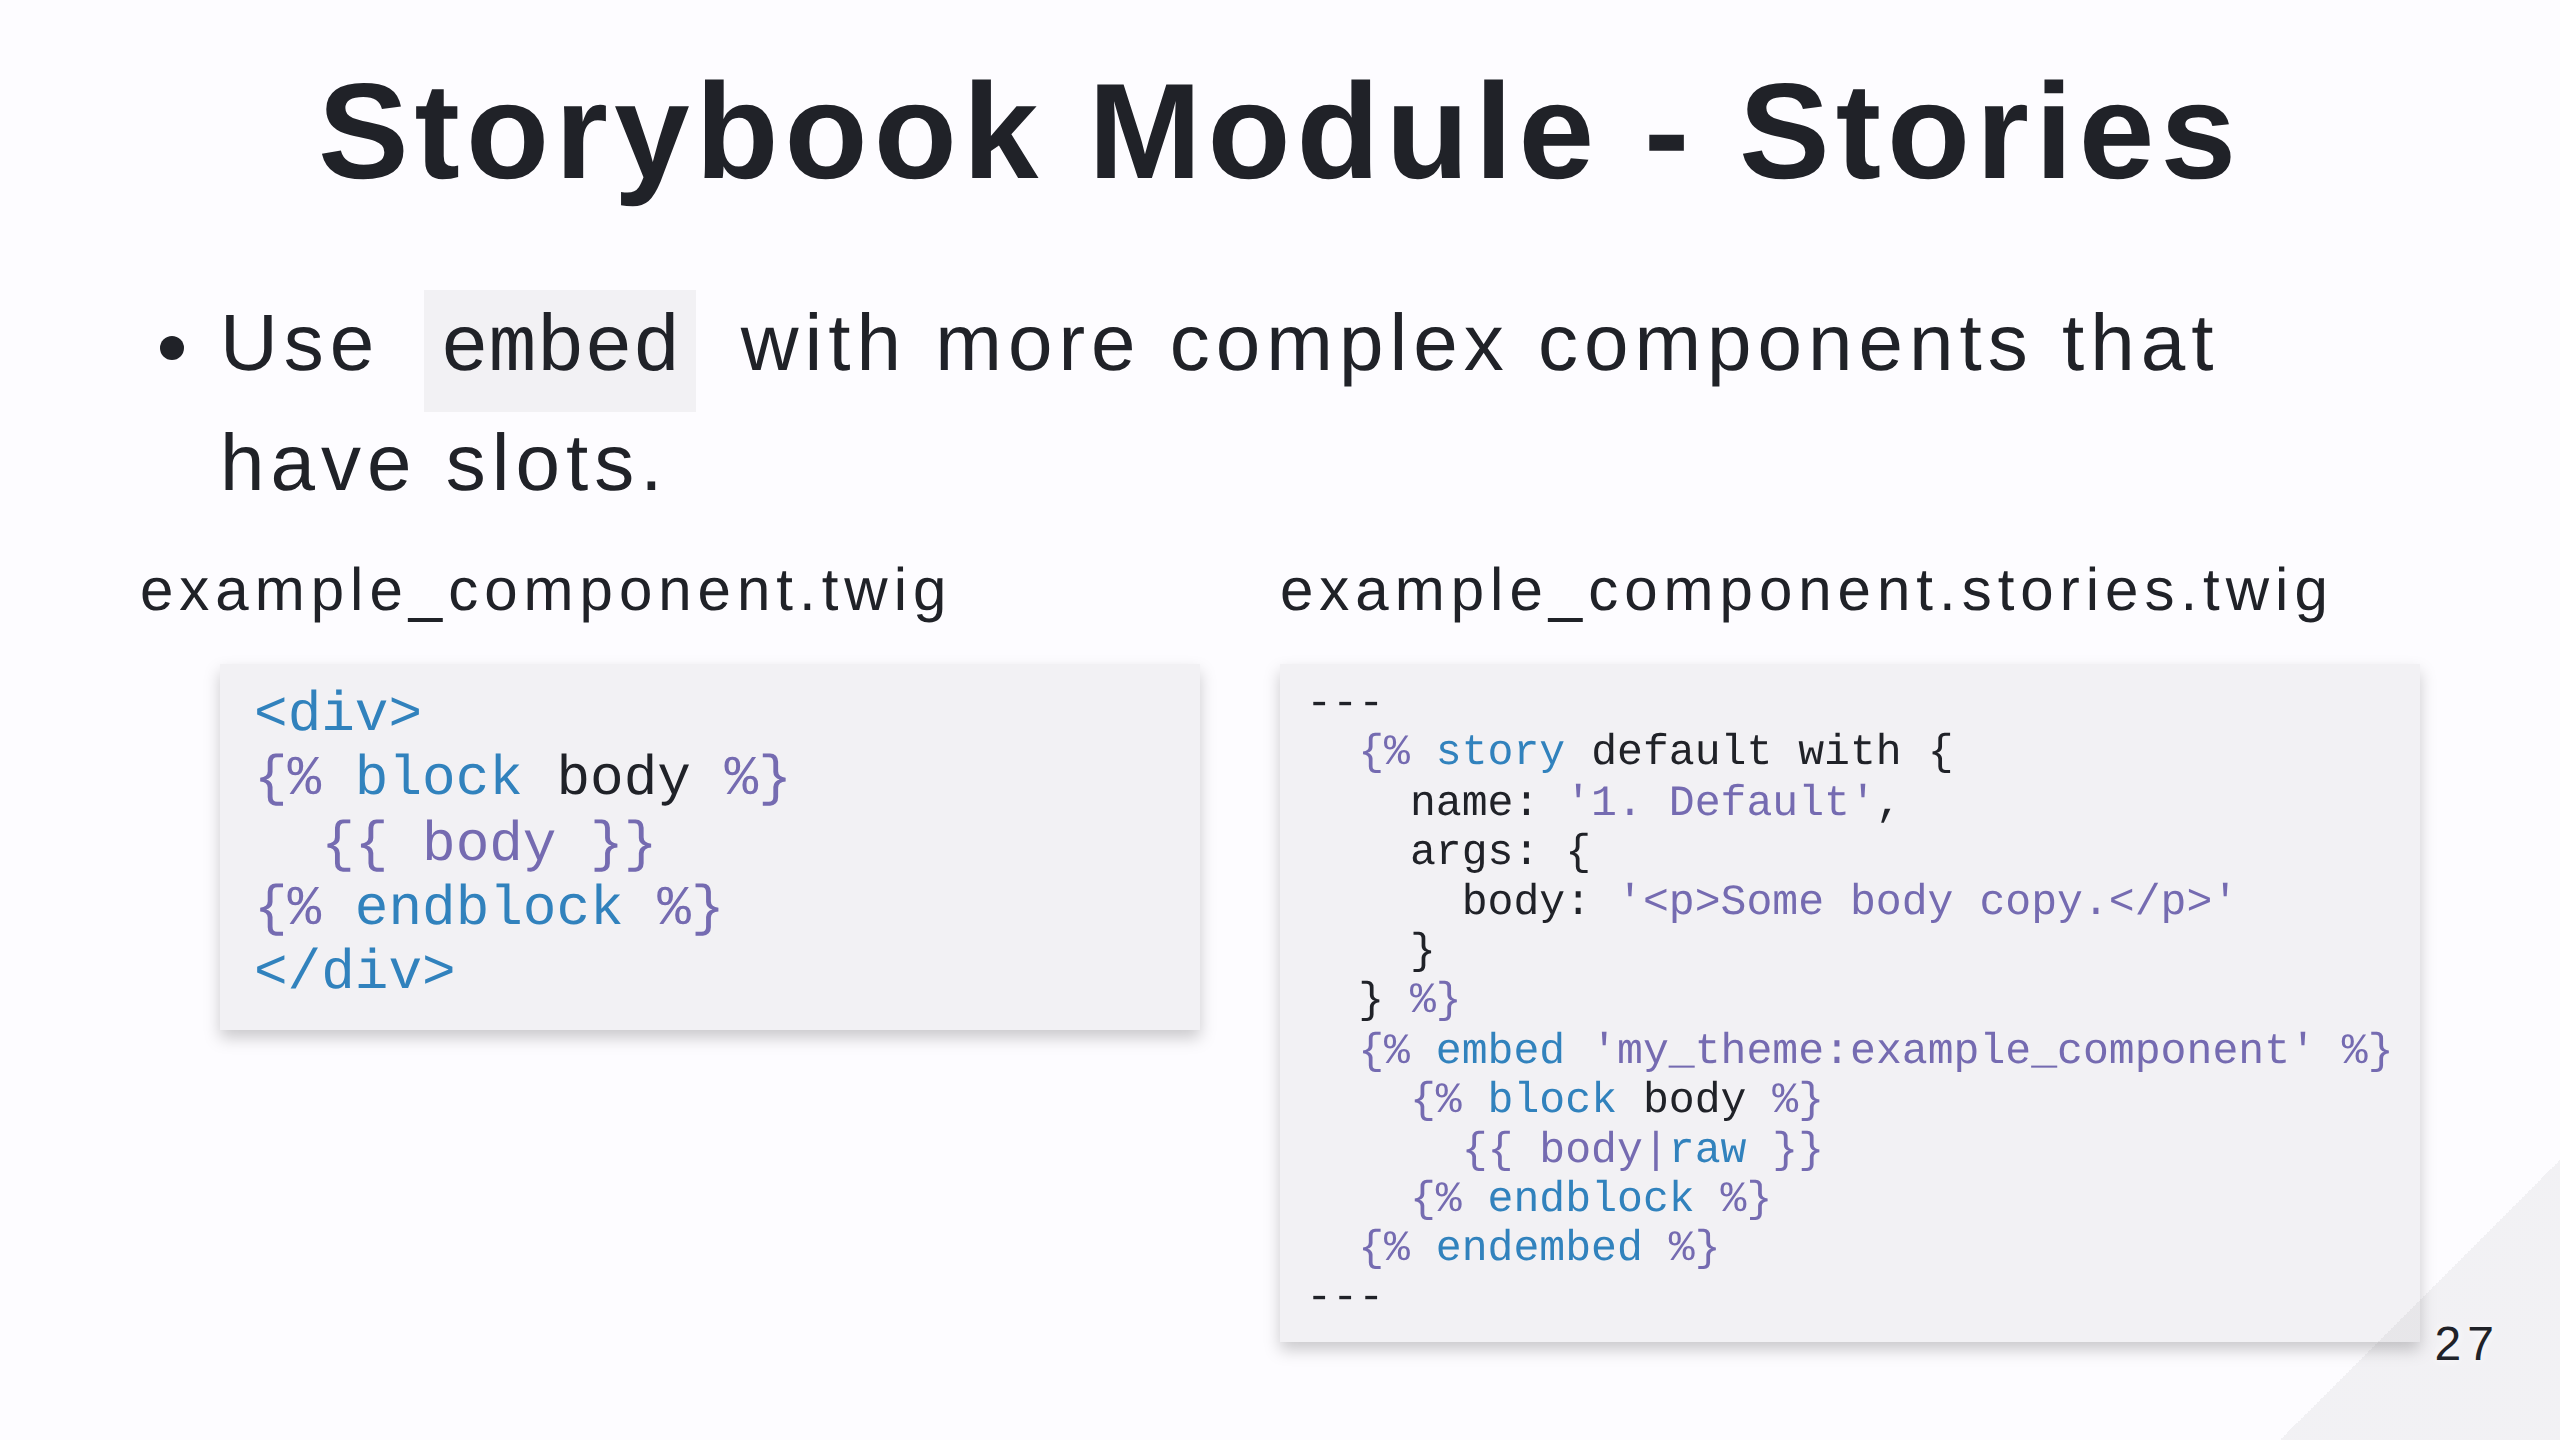 Storybook Module - Stories
• Use embed with more complex components that
have slots.
example_component.twig
<div>
{% block body %}
  {{ body }}
{% endblock %}
</div>
example_component.stories.twig
---
  {% story default with {
    name: '1. Default',
    args: {
      body: '<p>Some body copy.</p>'
    }
  } %}
  {% embed 'my_theme:example_component' %}
    {% block body %}
      {{ body|raw }}
    {% endblock %}
  {% endembed %}
---
27